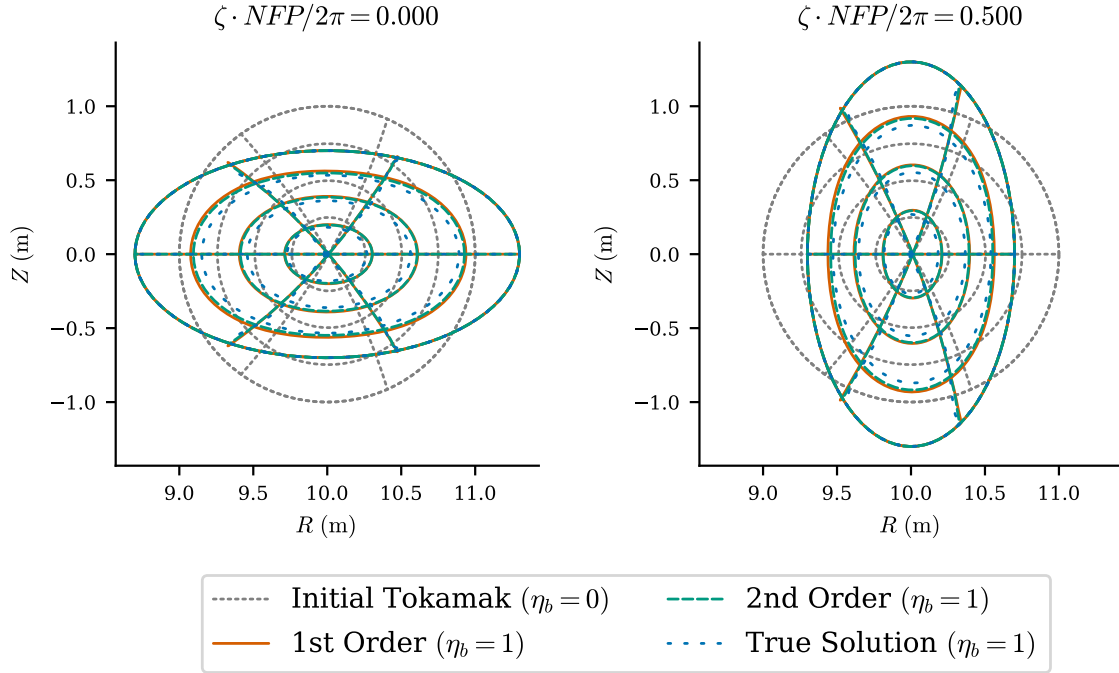 ζ · NFP/2π = 0.000
ζ · NFP/2π = 0.500
Z (m)
1.0
0.5
0.0
−0.5
−1.0
9.0 9.5 10.0 10.5 11.0
R (m)
Z (m)
1.0
0.5
0.0
−0.5
−1.0
9.0 9.5 10.0 10.5 11.0
R (m)
Initial Tokamak (η_b = 0)
1st Order (η_b = 1)
2nd Order (η_b = 1)
True Solution (η_b = 1)